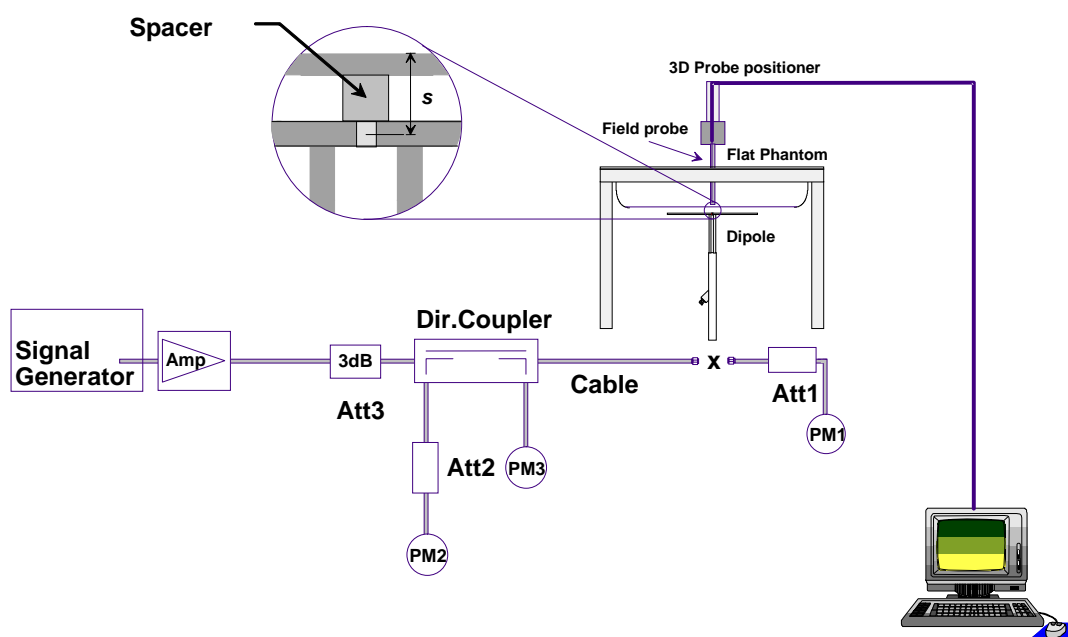 Spacer
s
3D Probe positioner
Field probe
Flat Phantom
Dipole
Dir.Coupler
Signal
Generator
Amp
3dB
Att3
Cable
x
Att1
PM1
Att2
PM3
PM2